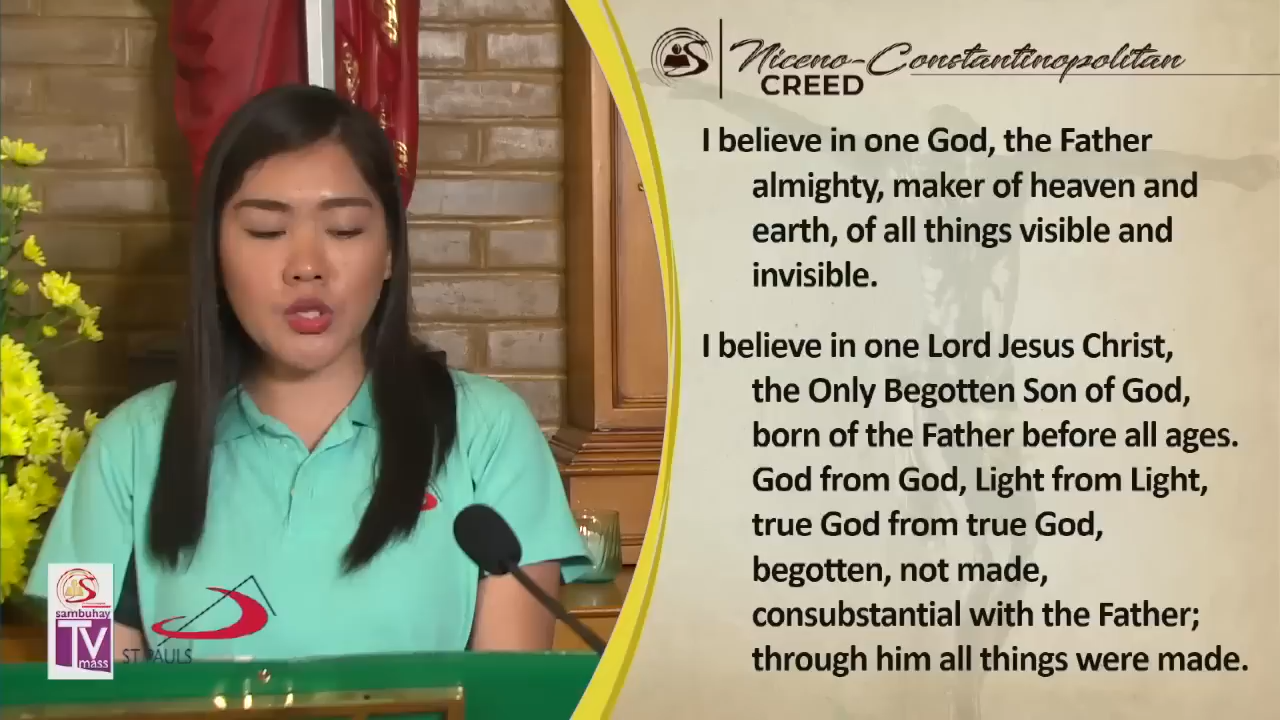 Niceno-Constantinopolitan
CREED
I believe in one God, the Father
almighty, maker of heaven and
earth, of all things visible and
invisible.
I believe in one Lord Jesus Christ,
the Only Begotten Son of God,
born of the Father before all ages.
God from God, Light from Light,
true God from true God,
begotten, not made,
consubstantial with the Father;
through him all things were made.
sambuhay
TV
mass
ST PAULS